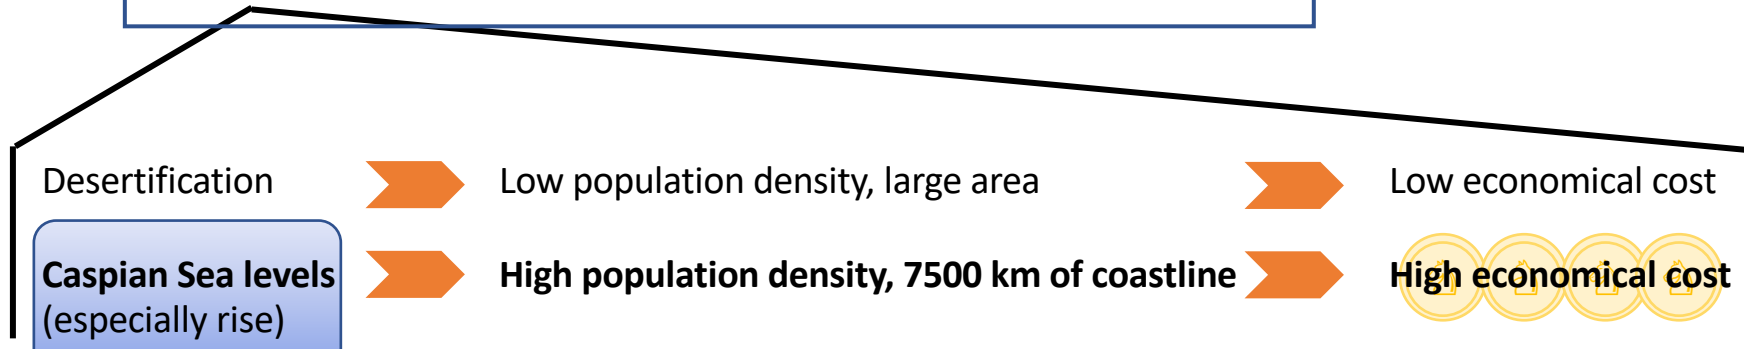 Desertification Low population density, large area Low economical cost
Caspian Sea levels High population density, 7500 km of coastline High economical cost
(especially rise)